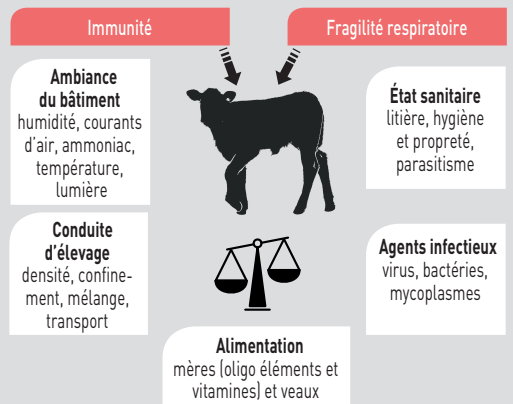 Immunité
Fragilité respiratoire
Ambiance
du bâtiment
humidité, courants
d'air, ammoniac,
température,
lumière
État sanitaire
litière, hygiène
et propreté,
parasitisme
Conduite
d'élevage
densité, confine-
ment, mélange,
transport
Agents infectieux
virus, bactéries,
mycoplasmes
Alimentation
mères (oligo éléments et
vitamines) et veaux